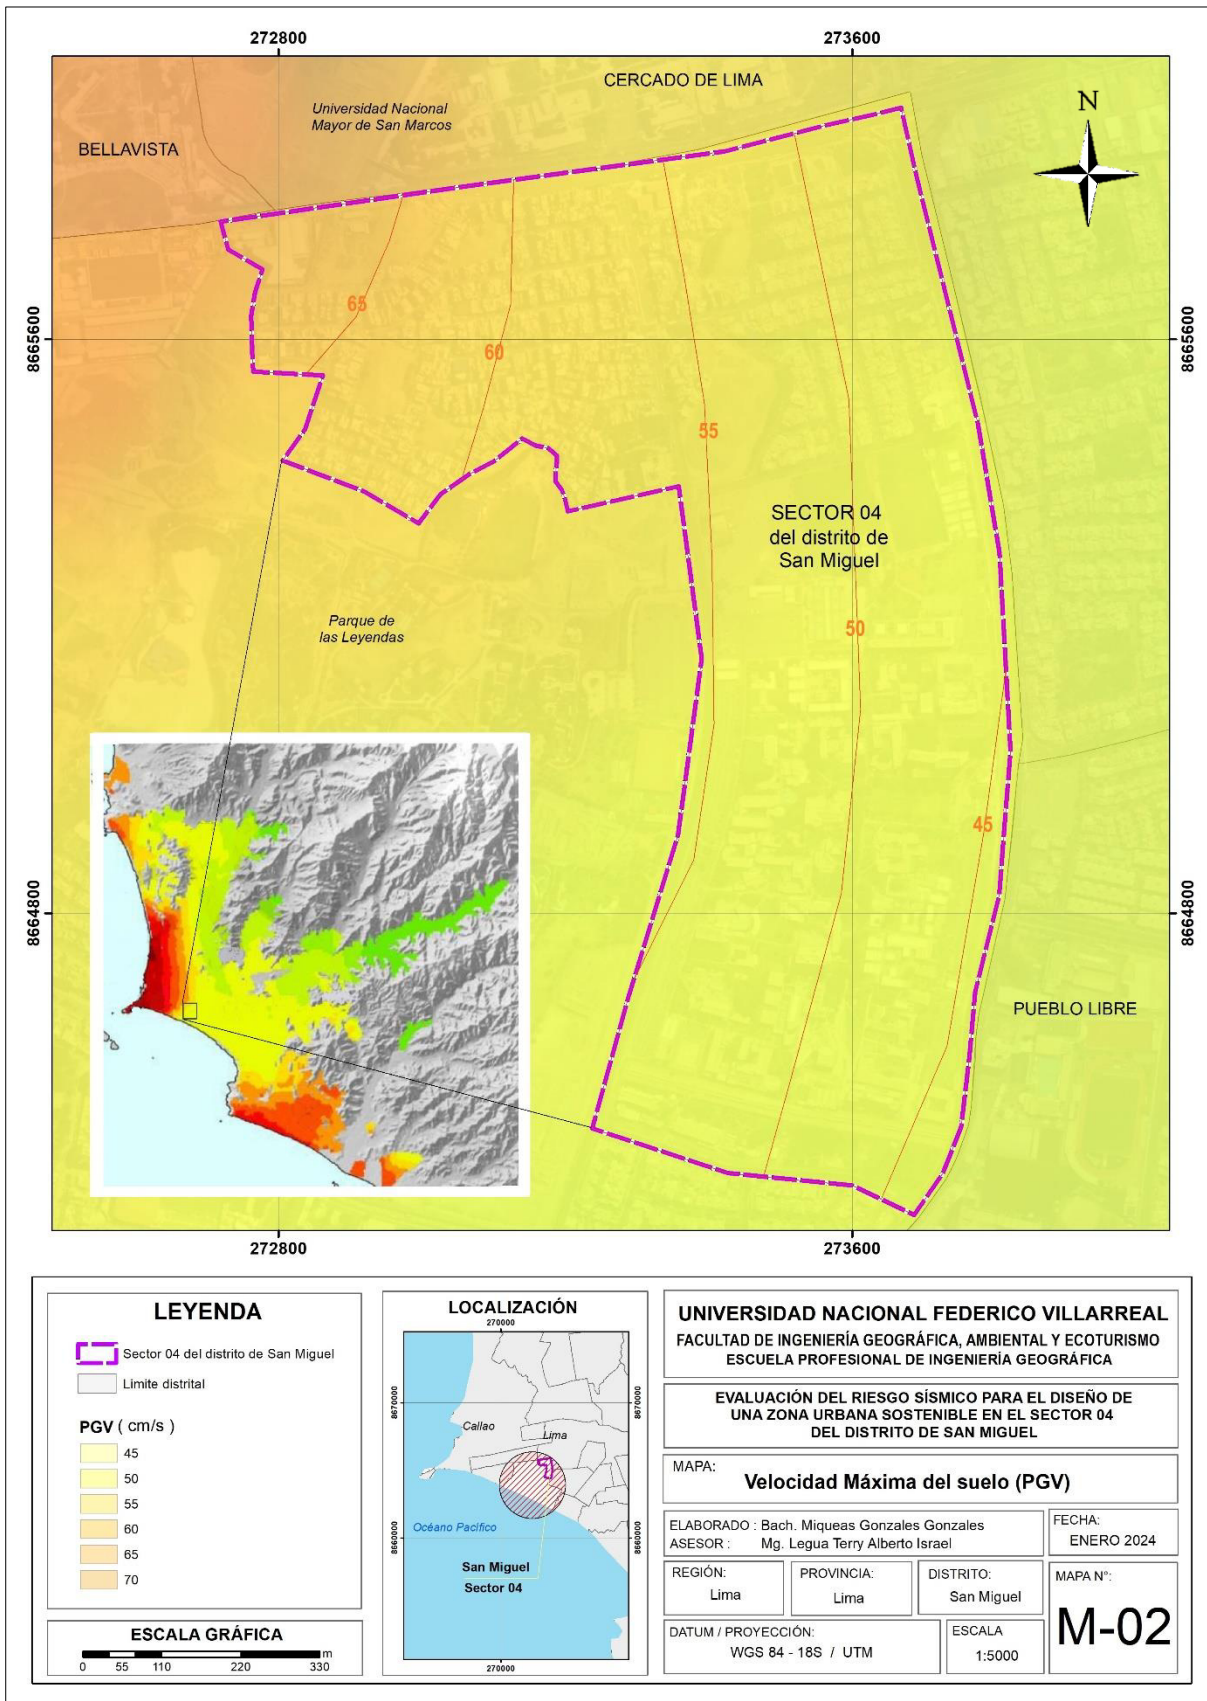 272800
273600
CERCADO DE LIMA
Universidad Nacional
Mayor de San Marcos
BELLAVISTA
N
65
8665600
8665600
60
55
SECTOR 04
del distrito de
San Miguel
Parque de
las Leyendas
50
45
8664800
8664800
PUEBLO LIBRE
272800
273600
LEYENDA
Sector 04 del distrito de San Miguel
Limite distrital
PGV ( cm/s )
45
50
55
60
65
70
ESCALA GRÁFICA
m
0 55 110 220 330
LOCALIZACIÓN
270000
8670000
8670000
Callao
Lima
Océano Pacifico
8660000
8660000
San Miguel
Sector 04
270000
UNIVERSIDAD NACIONAL FEDERICO VILLARREAL
FACULTAD DE INGENIERÍA GEOGRÁFICA, AMBIENTAL Y ECOTURISMO
ESCUELA PROFESIONAL DE INGENIERÍA GEOGRÁFICA
EVALUACIÓN DEL RIESGO SÍSMICO PARA EL DISEÑO DE
UNA ZONA URBANA SOSTENIBLE EN EL SECTOR 04
DEL DISTRITO DE SAN MIGUEL
MAPA:
Velocidad Máxima del suelo (PGV)
ELABORADO : Bach. Miqueas Gonzales Gonzales
ASESOR : Mg. Legua Terry Alberto Israel
FECHA:
ENERO 2024
REGIÓN:
Lima
PROVINCIA:
Lima
DISTRITO:
San Miguel
MAPA N°:
M-02
DATUM / PROYECCIÓN:
WGS 84 - 18S / UTM
ESCALA
1:5000